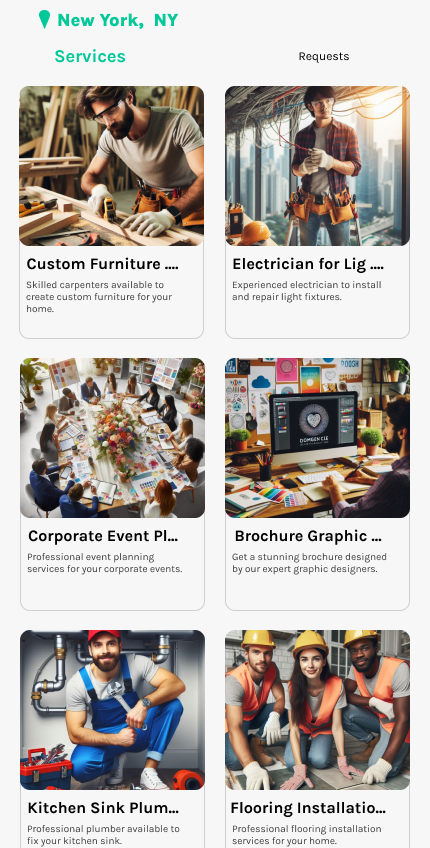 New York, NY
Services
Requests
Custom Furniture ....
Electrician for Lig ....
Skilled carpenters available to
create custom furniture for your
home.
Experienced electrician to install
and repair light fixtures.
Corporate Event Pl...
Brochure Graphic ...
Professional event planning
services for your corporate events.
Get a stunning brochure designed
by our expert graphic designers.
Kitchen Sink Plum...
Flooring Installatio...
Professional plumber available to
fix your kitchen sink.
Professional flooring installation
services for your home.